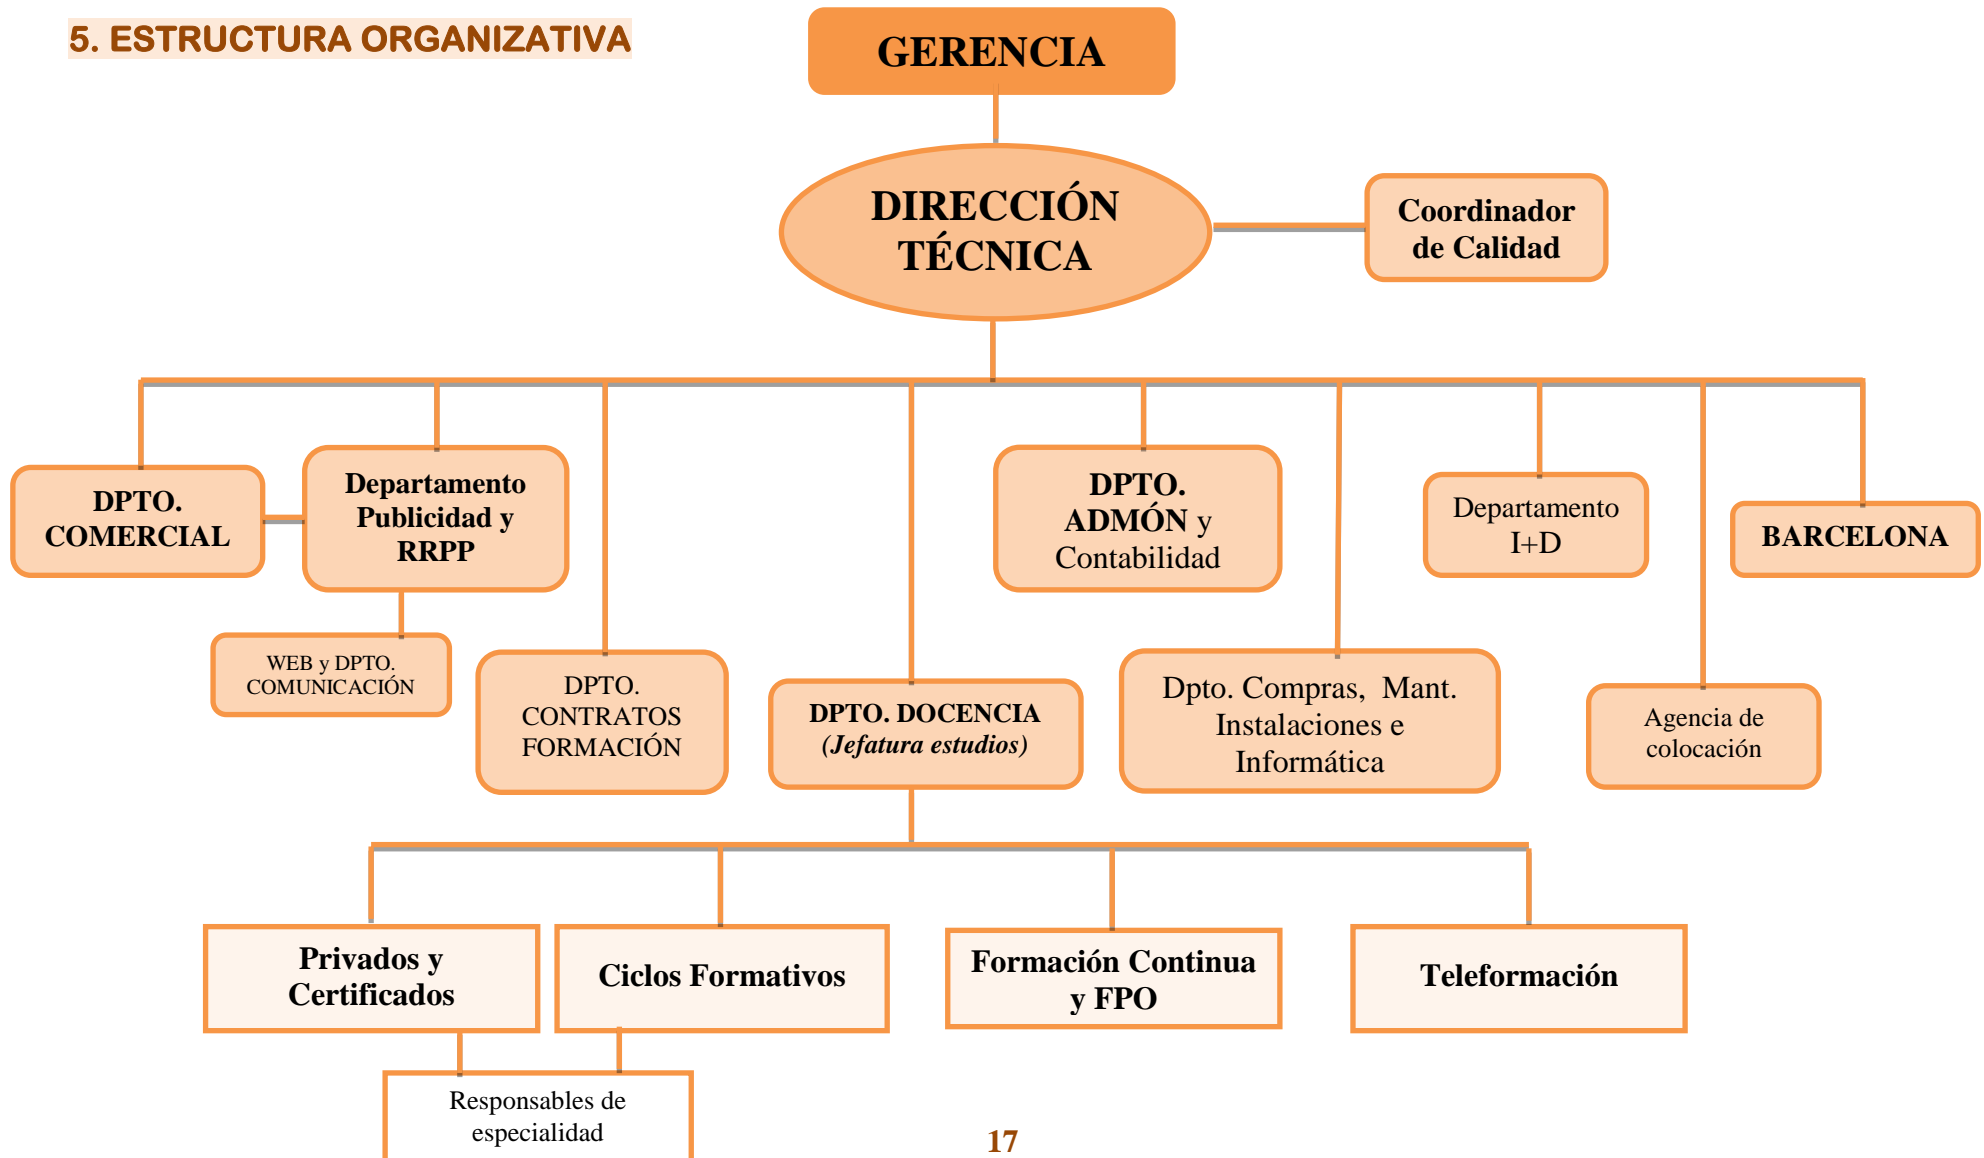 5. ESTRUCTURA ORGANIZATIVA
GERENCIA
DIRECCIÓN
TÉCNICA
Coordinador
de Calidad
DPTO.
COMERCIAL
Departamento
Publicidad y
RRPP
WEB y DPTO.
COMUNICACIÓN
DPTO.
CONTRATOS
FORMACIÓN
DPTO. DOCENCIA
(Jefatura estudios)
DPTO.
ADMÓN y
Contabilidad
Dpto. Compras, Mant.
Instalaciones e
Informática
Departamento
I+D
Agencia de
colocación
BARCELONA
Privados y
Certificados
Ciclos Formativos
Formación Continua
y FPO
Teleformación
Responsables de
especialidad
17